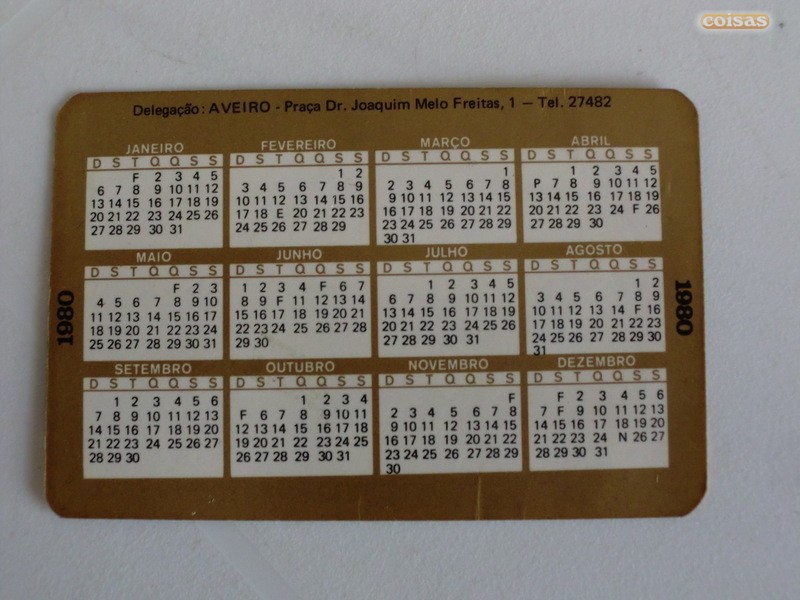 coisas
Delegação: AVEIRO - Praça Dr. Joaquim Melo Freitas, 1 — Tel. 27482
JANEIRO
D S T Q Q S S
F 2 3 4 5
6 7 8 9 10 11 12
13 14 15 16 17 18 19
20 21 22 23 24 25 26
27 28 29 30 31
FEVEREIRO
D S T Q Q S S
1 2
3 4 5 6 7 8 9
10 11 12 13 14 15 16
17 18 E 20 21 22 23
24 25 26 27 28 29
MARÇO
D S T Q Q S S
1
2 3 4 5 6 7 8
9 10 11 12 13 14 15
16 17 18 19 20 21 22
23 24 25 26 27 28 29
30 31
ABRIL
D S T Q Q S S
1 2 3 4 5
P 7 8 9 10 11 12
13 14 15 16 17 18 19
20 21 22 23 24 F 26
27 28 29 30
1980
MAIO
D S T Q Q S S
F 2 3
4 5 6 7 8 9 10
11 12 13 14 15 16 17
18 19 20 21 22 23 24
25 26 27 28 29 30 31
JUNHO
D S T Q Q S S
1 2 3 4 F 6 7
8 9 F 11 12 13 14
15 16 17 18 19 20 21
22 23 24 25 26 27 28
29 30
JULHO
D S T Q Q S S
1 2 3 4 5
6 7 8 9 10 11 12
13 14 15 16 17 18 19
20 21 22 23 24 25 26
27 28 29 30 31
AGOSTO
D S T Q Q S S
1 2
3 4 5 6 7 8 9
10 11 12 13 14 F 16
17 18 19 20 21 22 23
24 25 26 27 28 29 30
31
1980
SETEMBRO
D S T Q Q S S
1 2 3 4 5 6
7 8 9 10 11 12 13
14 15 16 17 18 19 20
21 22 23 24 25 26 27
28 29 30
OUTUBRO
D S T Q Q S S
1 2 3 4
F 6 7 8 9 10 11
12 13 14 15 16 17 18
19 20 21 22 23 24 25
26 27 28 29 30 31
NOVEMBRO
D S T Q Q S S
F
2 3 4 5 6 7 8
9 10 11 12 13 14 15
16 17 18 19 20 21 22
23 24 25 26 27 28 29
30
DEZEMBRO
D S T Q Q S S
F 2 3 4 5 6
7 F 9 10 11 12 13
14 15 16 17 18 19 20
21 22 23 24 N 26 27
28 29 30 31